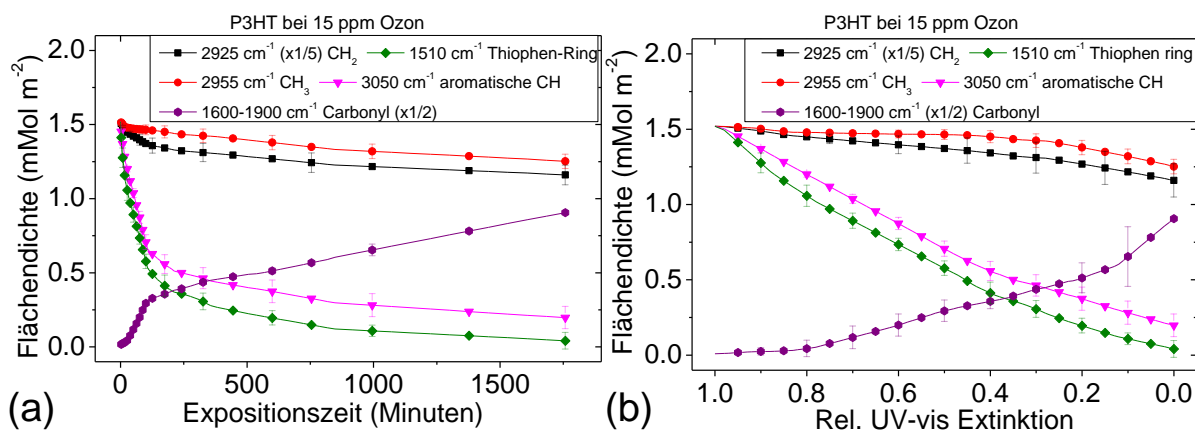 P3HT bei 15 ppm Ozon
2925 cm⁻¹ (x1/5) CH₂ 1510 cm⁻¹ Thiophen-Ring
2955 cm⁻¹ CH₃ 3050 cm⁻¹ aromatische CH
1600-1900 cm⁻¹ (x1/2) Carbonyl
Flächendichte (mMol m⁻²)
2.0
1.5
1.0
0.5
0.0
0 500 1000 1500
Expositionszeit (Minuten)
(a)
P3HT bei 15 ppm Ozon
2925 cm⁻¹ (x1/5) CH₂ 1510 cm⁻¹ Thiophen ring
2955 cm⁻¹ CH₃ 3050 cm⁻¹ aromatische CH
1600-1900 cm⁻¹ (x1/2) Carbonyl
Flächendichte (mMol m⁻²)
2.0
1.5
1.0
0.5
0.0
1.0 0.8 0.6 0.4 0.2 0.0
Rel. UV-vis Extinktion
(b)